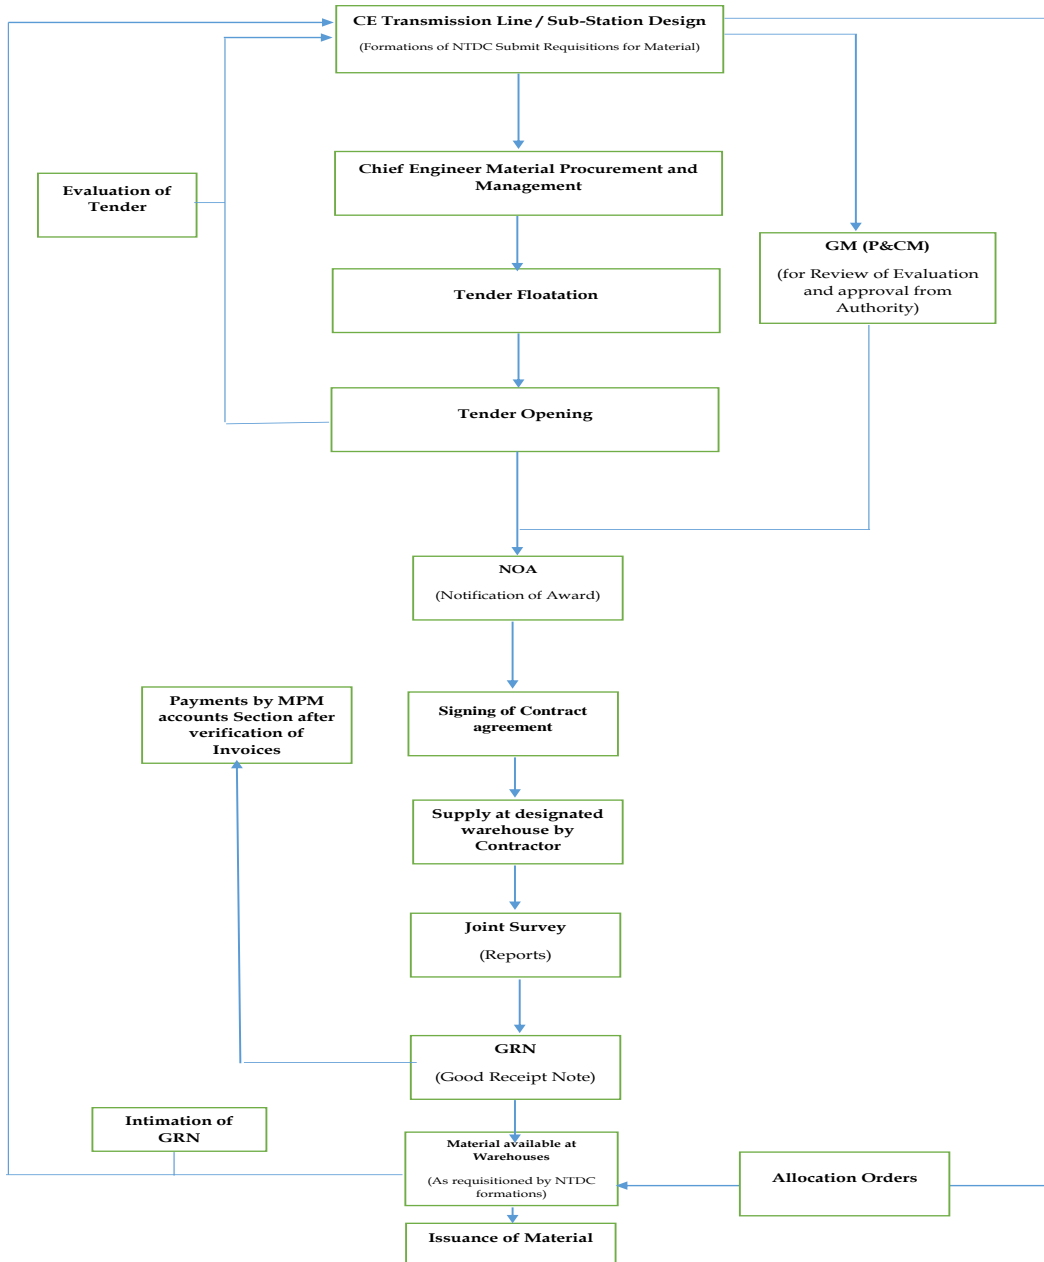 CE Transmission Line / Sub-Station Design
(Formations of NTDC Submit Requisitions for Material)
Chief Engineer Material Procurement and
Management
Evaluation of
Tender
GM (P&CM)
(for Review of Evaluation
and approval from
Authority)
Tender Floatation
Tender Opening
NOA
(Notification of Award)
Payments by MPM
accounts Section after
verification of
Invoices
Signing of Contract
agreement
Supply at designated
warehouse by
Contractor
Joint Survey
(Reports)
GRN
(Good Receipt Note)
Intimation of
GRN
Material available at
Warehouses
(As requisitioned by NTDC
formations)
Allocation Orders
Issuance of Material